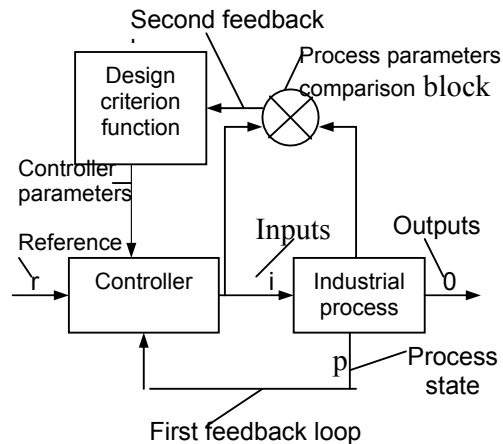 Second feedback
Process parameters
comparison block
Design
criterion
function
Controller
parameters
Reference
r
Controller
Inputs
i
Industrial
process
Outputs
0
p
Process
state
First feedback loop